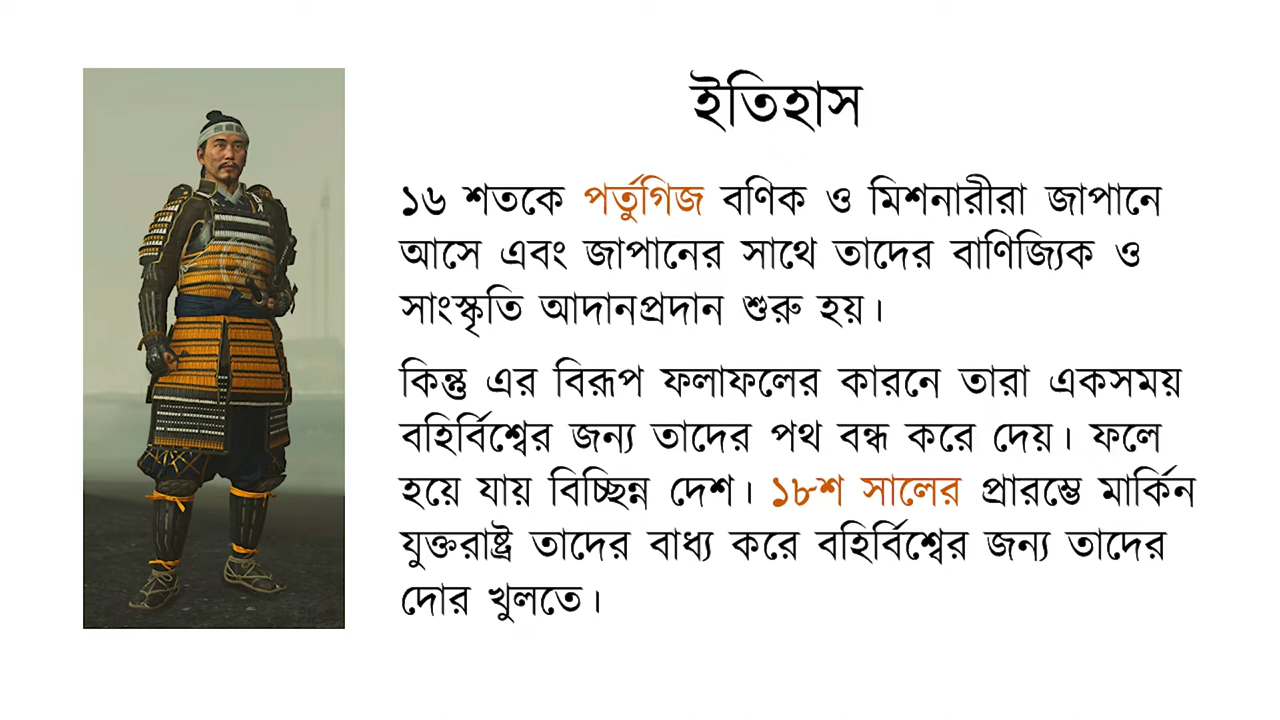 ইতিহাস
১৬ শতকে পর্তুগিজ বণিক ও মিশনারীরা জাপানে
আসে এবং জাপানের সাথে তাদের বাণিজ্যিক ও
সাংস্কৃতি আদানপ্রদান শুরু হয়।
কিন্তু এর বিরূপ ফলাফলের কারনে তারা একসময়
বহির্বিশ্বের জন্য তাদের পথ বন্ধ করে দেয়। ফলে
হয়ে যায় বিচ্ছিন্ন দেশ। ১৮শ সালের প্রারম্ভে মার্কিন
যুক্তরাষ্ট্র তাদের বাধ্য করে বহির্বিশ্বের জন্য তাদের
দোর খুলতে।